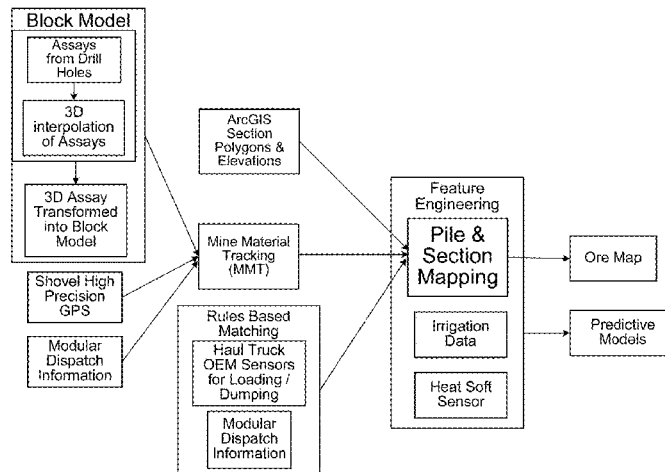 Block Model
Assays
from Drill
Holes
3D
interpolation
of Assays
3D Assay
Transformed
into Block
Model
Shovel High
Precision
GPS
Modular
Dispatch
Information
ArcGIS
Section
Polygons &
Elevations
Mine Material
Tracking
(MMT)
Rules Based
Matching
Haul Truck
OEM Sensors
for Loading /
Dumping
Modular
Dispatch
Information
Feature
Engineering
Pile &
Section
Mapping
Irrigation
Data
Heat Soft
Sensor
Ore Map
Predictive
Models